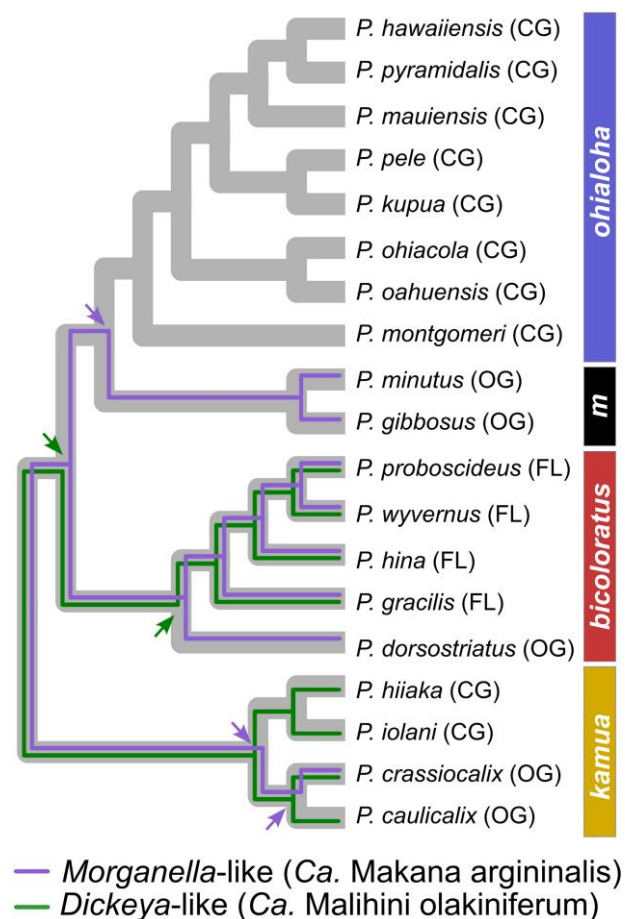 P. hawaiiensis (CG)
P. pyramidalis (CG)
P. mauiensis (CG)
P. pele (CG)
P. kupua (CG)
P. ohiacola (CG)
P. oahuensis (CG)
P. montgomeri (CG)
ohialoha
P. minutus (OG)
P. gibbosus (OG)
m
P. proboscideus (FL)
P. wyvernus (FL)
P. hina (FL)
P. gracilis (FL)
P. dorsostriatus (OG)
bicoloratus
P. hiiaka (CG)
P. iolani (CG)
P. crassiocalix (OG)
P. caulicalix (OG)
kamua
Morganella-like (Ca. Makana argininalis)
Dickeya-like (Ca. Malihini olakiniferum)